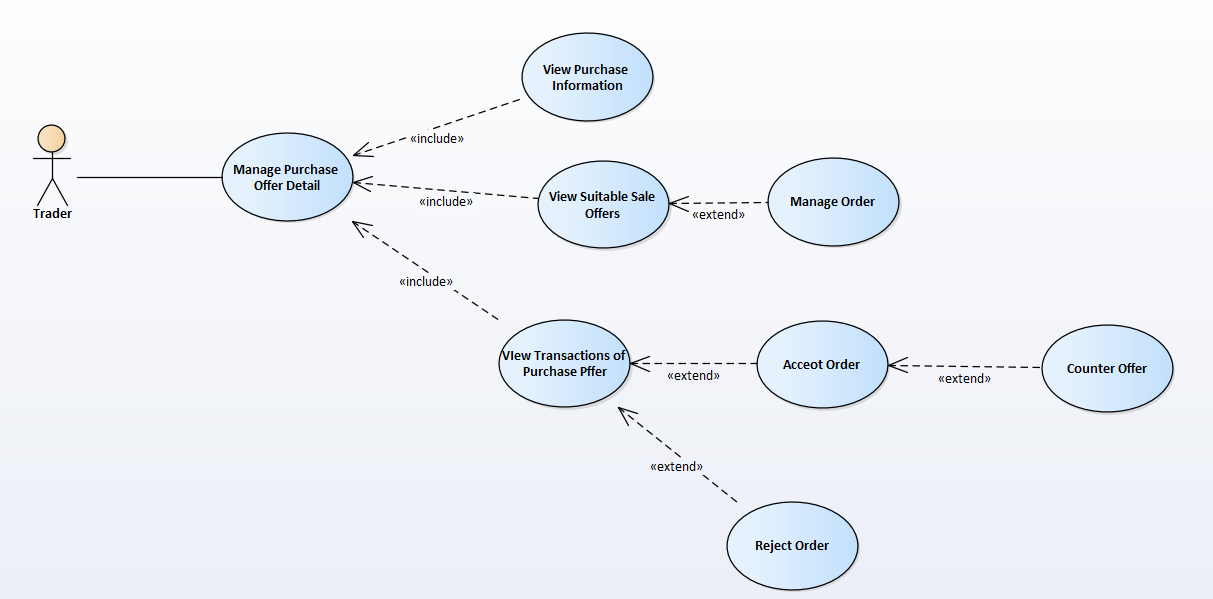 View Purchase
Information
«include»
Manage Purchase
Offer Detail
Trader
«include»
View Suitable Sale
Offers
«extend»
Manage Order
«include»
VIew Transactions of
Purchase Pffer
«extend»
Acceot Order
«extend»
Counter Offer
«extend»
Reject Order